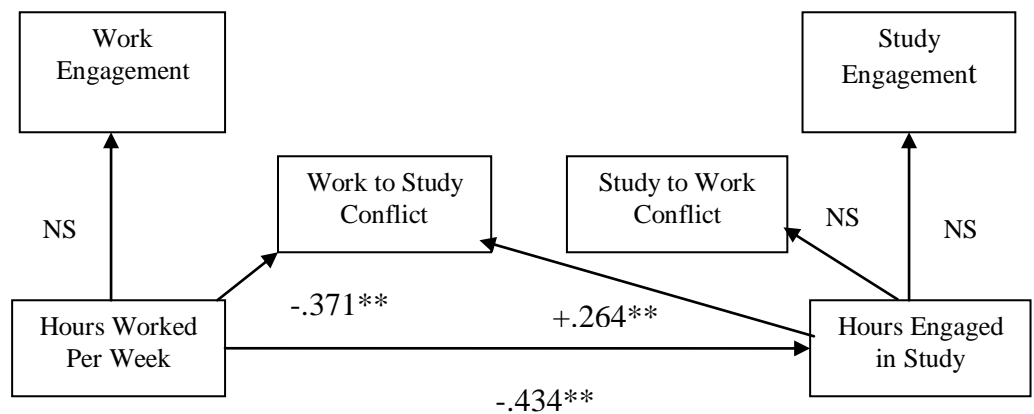 Work
Engagement
Study
Engagement
Work to Study
Conflict
Study to Work
Conflict
NS
NS
NS
-.371**
+.264**
Hours Worked
Per Week
Hours Engaged
in Study
-.434**